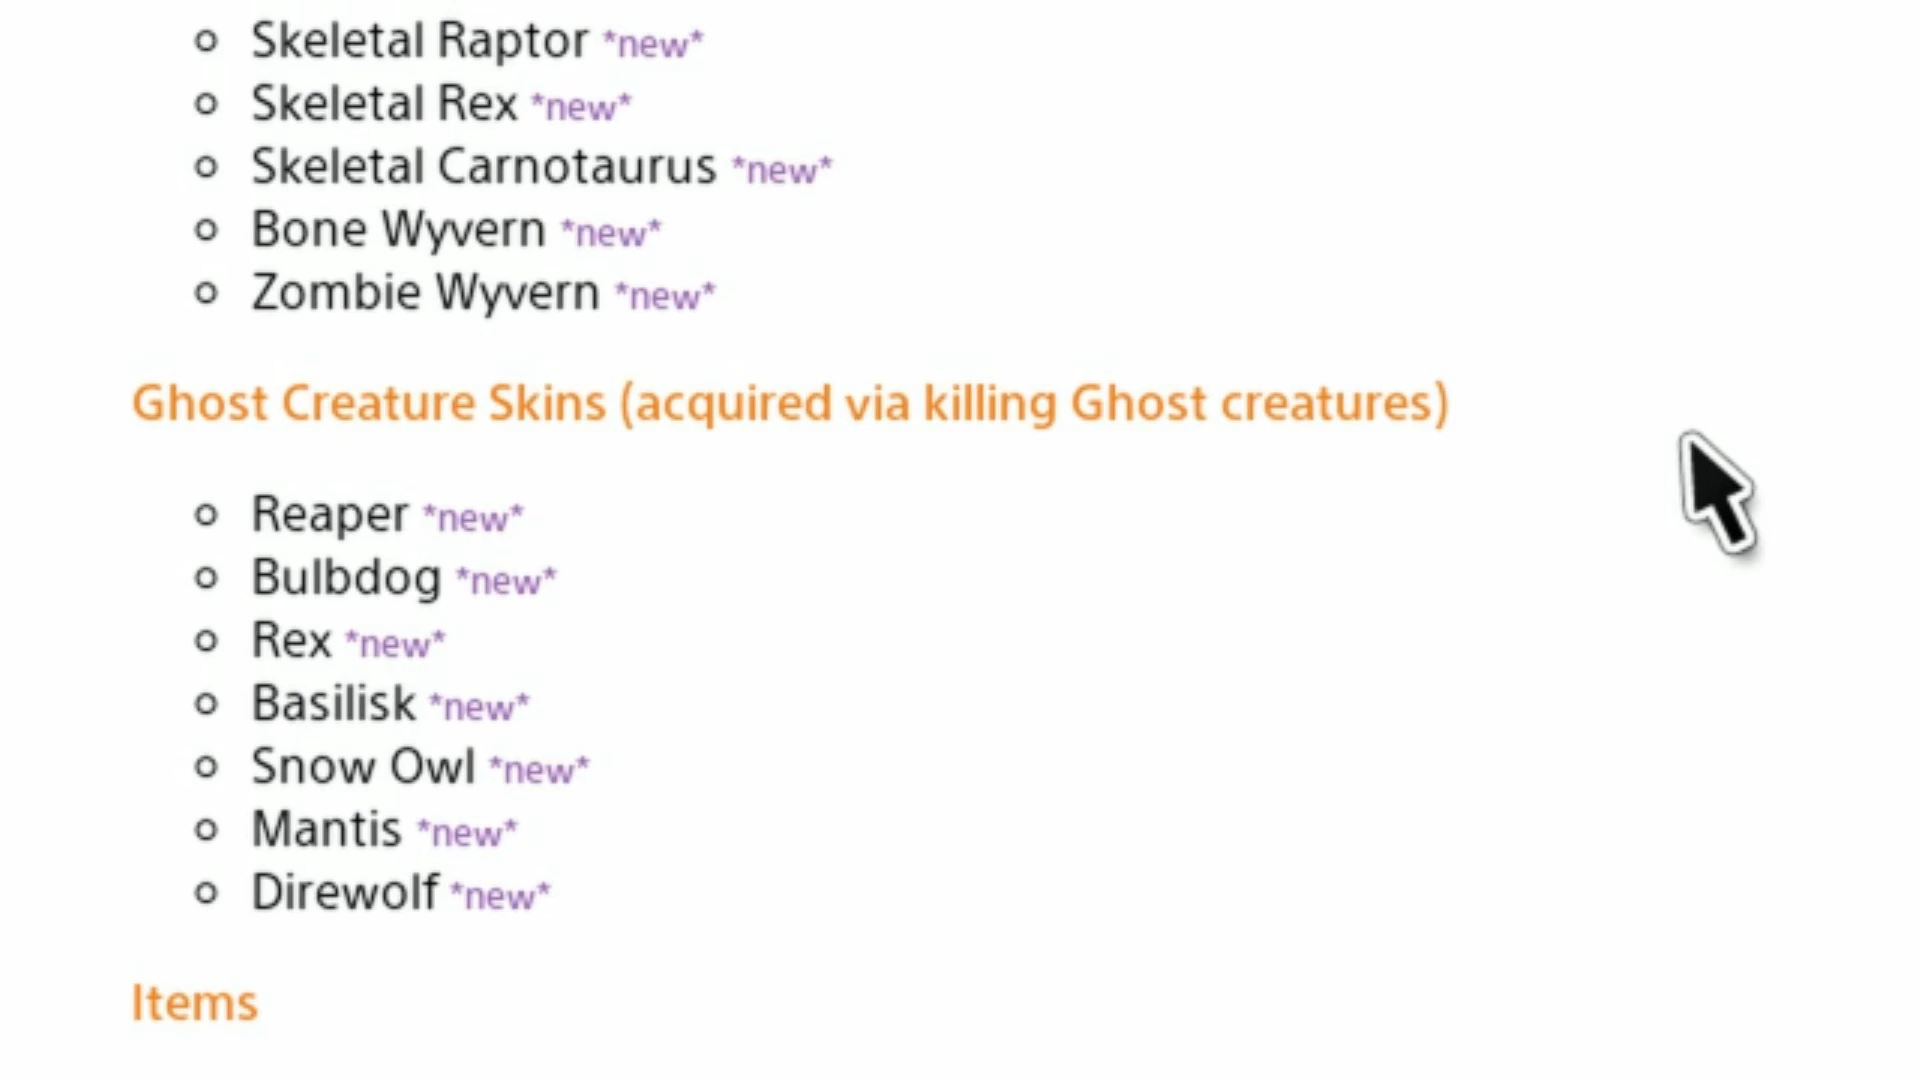 Skeletal Raptor *new*
Skeletal Rex *new*
Skeletal Carnotaurus *new*
Bone Wyvern *new*
Zombie Wyvern *new*
Ghost Creature Skins (acquired via killing Ghost creatures)
Reaper *new*
Bulbdog *new*
Rex *new*
Basilisk *new*
Snow Owl *new*
Mantis *new*
Direwolf *new*
Items